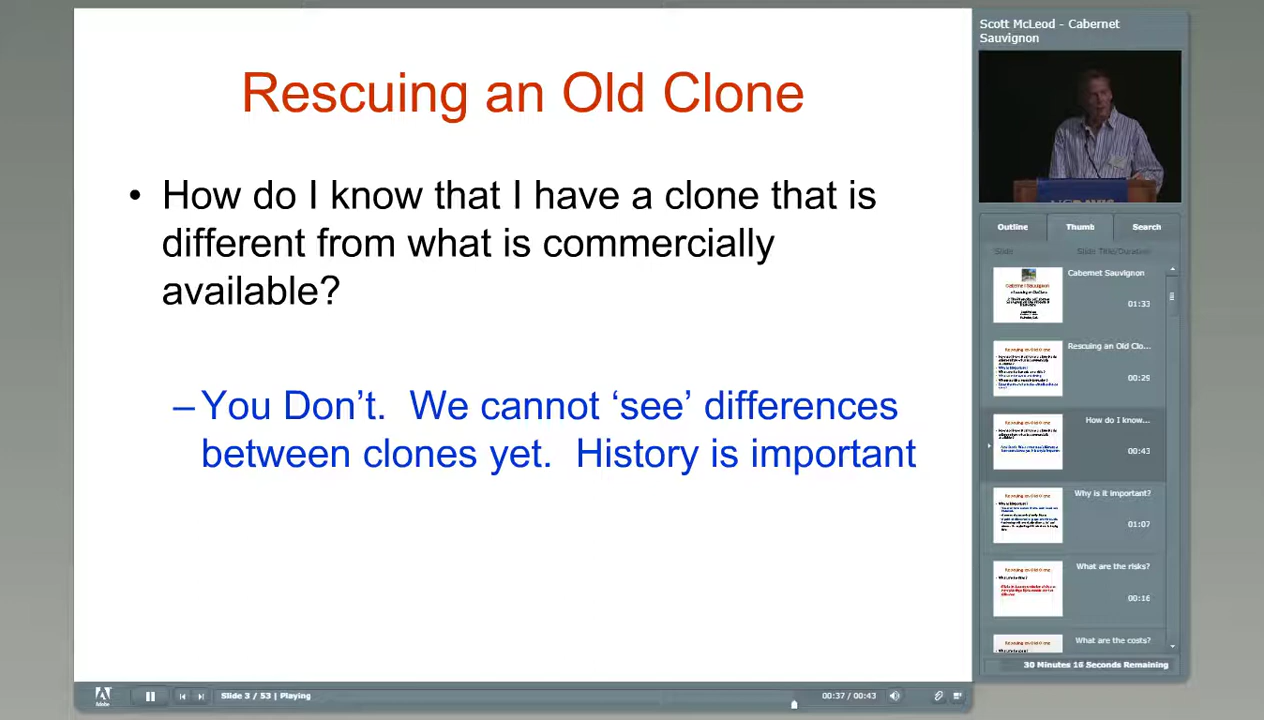 Rescuing an Old Clone
• How do I know that I have a clone that is
different from what is commercially
available?
– You Don’t. We cannot ‘see’ differences
between clones yet. History is important
Scott McLeod - Cabernet
Sauvignon
Outline Thumb Search
Slide Slide Title/Duration
Cabernet Sauvignon
01:33
Rescuing an Old Clo...
00:29
How do I know...
00:43
Why is it important?
01:07
What are the risks?
00:16
What are the costs?
30 Minutes 16 Seconds Remaining
Adobe
Slide 3 / 53 | Playing
00:37 / 00:43